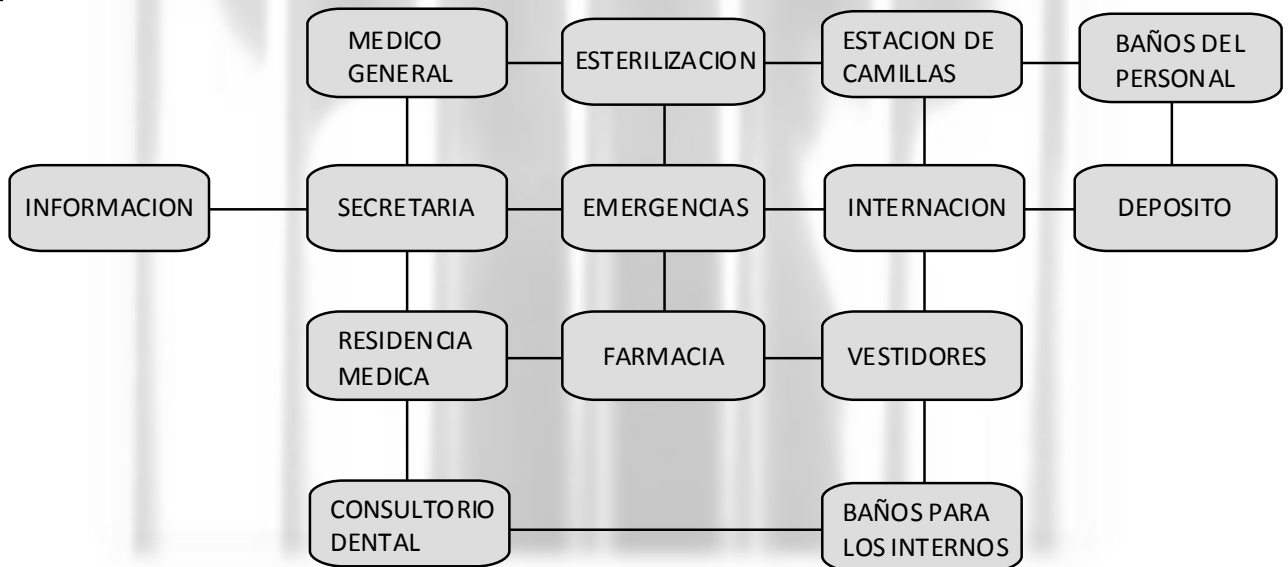 MEDICO
GENERAL
ESTERILIZACION
ESTACION DE
CAMILLAS
BAÑOS DEL
PERSONAL
INFORMACION
SECRETARIA
EMERGENCIAS
INTERNACION
DEPOSITO
RESIDENCIA
MEDICA
FARMACIA
VESTIDORES
CONSULTORIO
DENTAL
BAÑOS PARA
LOS INTERNOS